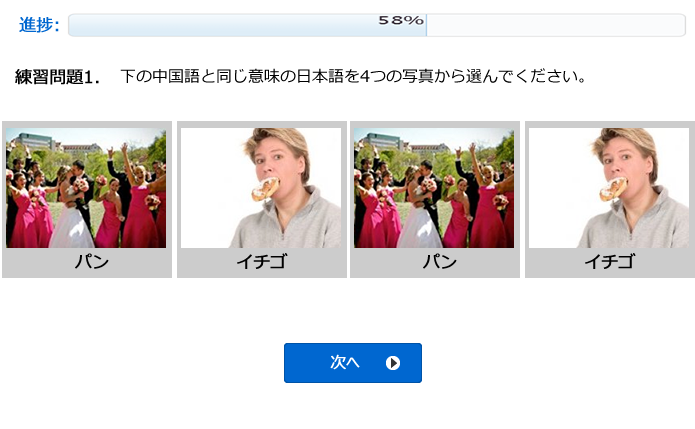 進捗: 58%
練習問題1. 下の中国語と同じ意味の日本語を4つの写真から選んでください。
パン イチゴ パン イチゴ
次へ